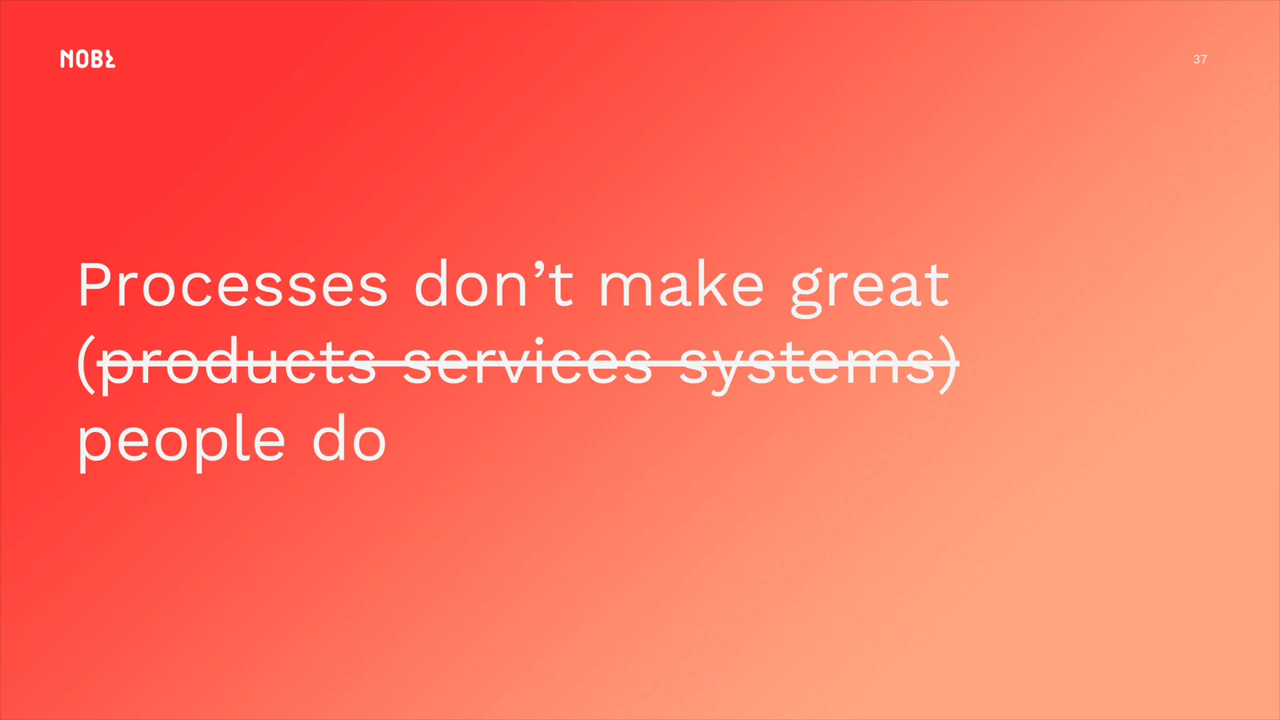 NOBL
37
Processes don’t make great
(products services systems)
people do